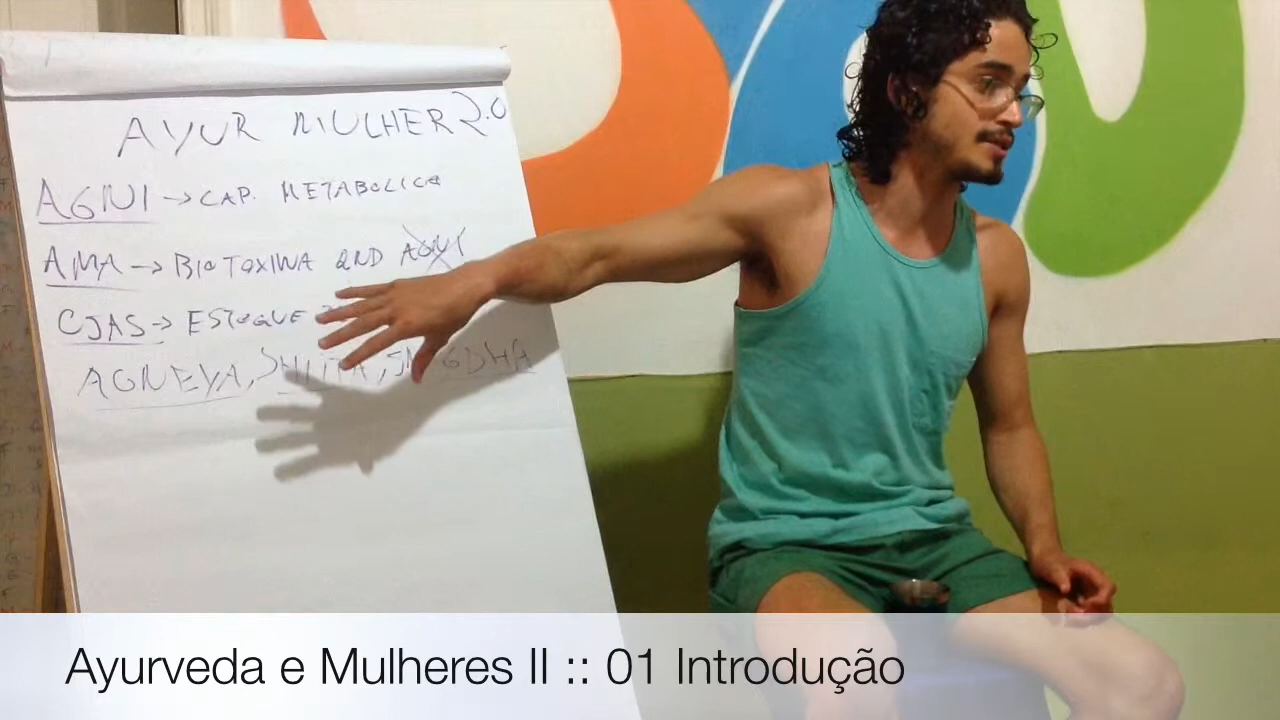 AYUR MULHER 2.0
AGNI → CAP. METABOLICA
AMA → BIOTOXINA QND AGNI
OJAS → ESTOQUE
AGNEYA,
Ayurveda e Mulheres II :: 01 Introdução